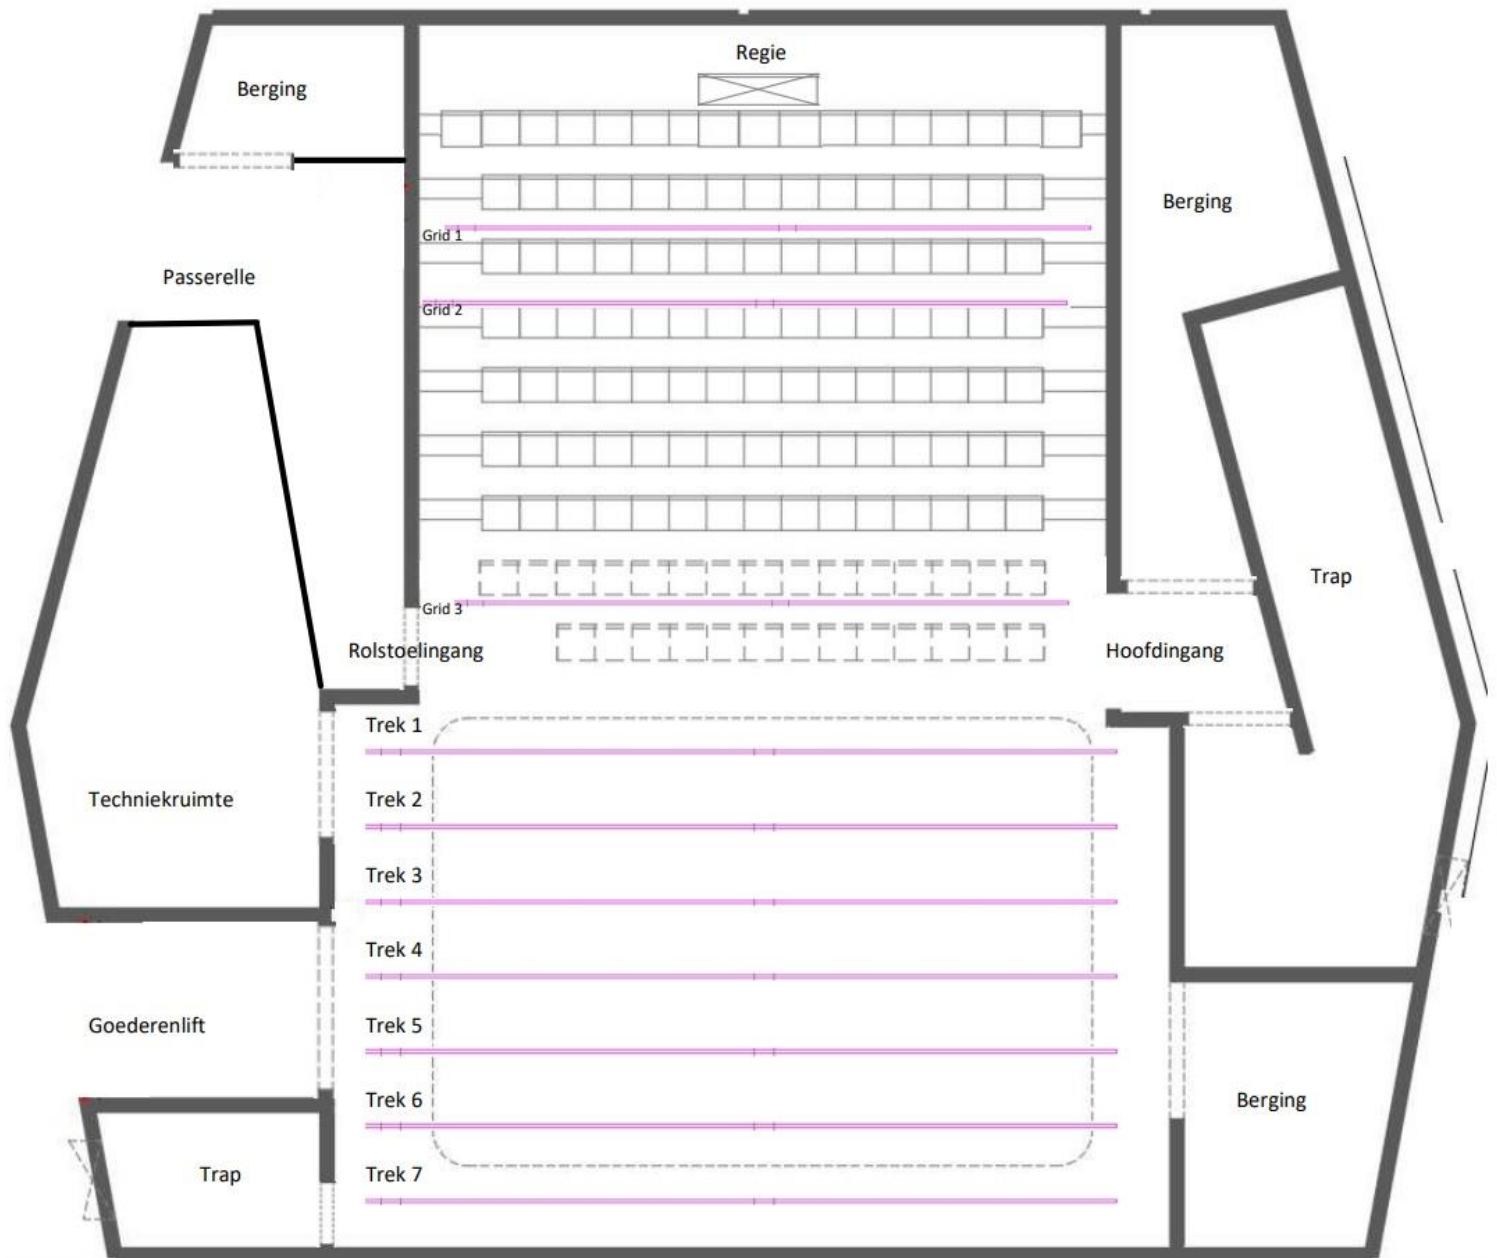 Regie
Berging
Berging
Grid 1
Passerelle
Grid 2
Trap
Grid 3
Rolstoelingang
Hoofdingang
Trek 1
Techniekruimte
Trek 2
Trek 3
Trek 4
Goederenlift
Trek 5
Trek 6
Berging
Trap
Trek 7